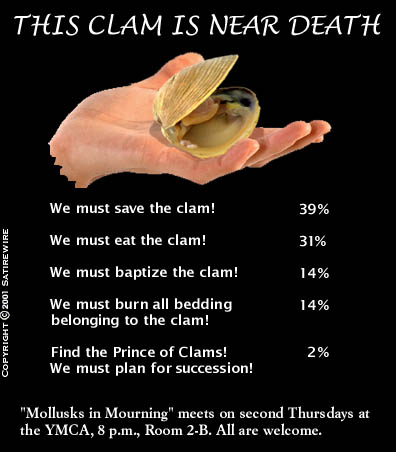 THIS CLAM IS NEAR DEATH
We must save the clam! 39%
We must eat the clam! 31%
We must baptize the clam! 14%
We must burn all bedding 14%
belonging to the clam!
Find the Prince of Clams! 2%
We must plan for succession!
"Mollusks in Mourning" meets on second Thursdays at
the YMCA, 8 p.m., Room 2-B. All are welcome.
COPYRIGHT ©2001 SATIREWIRE